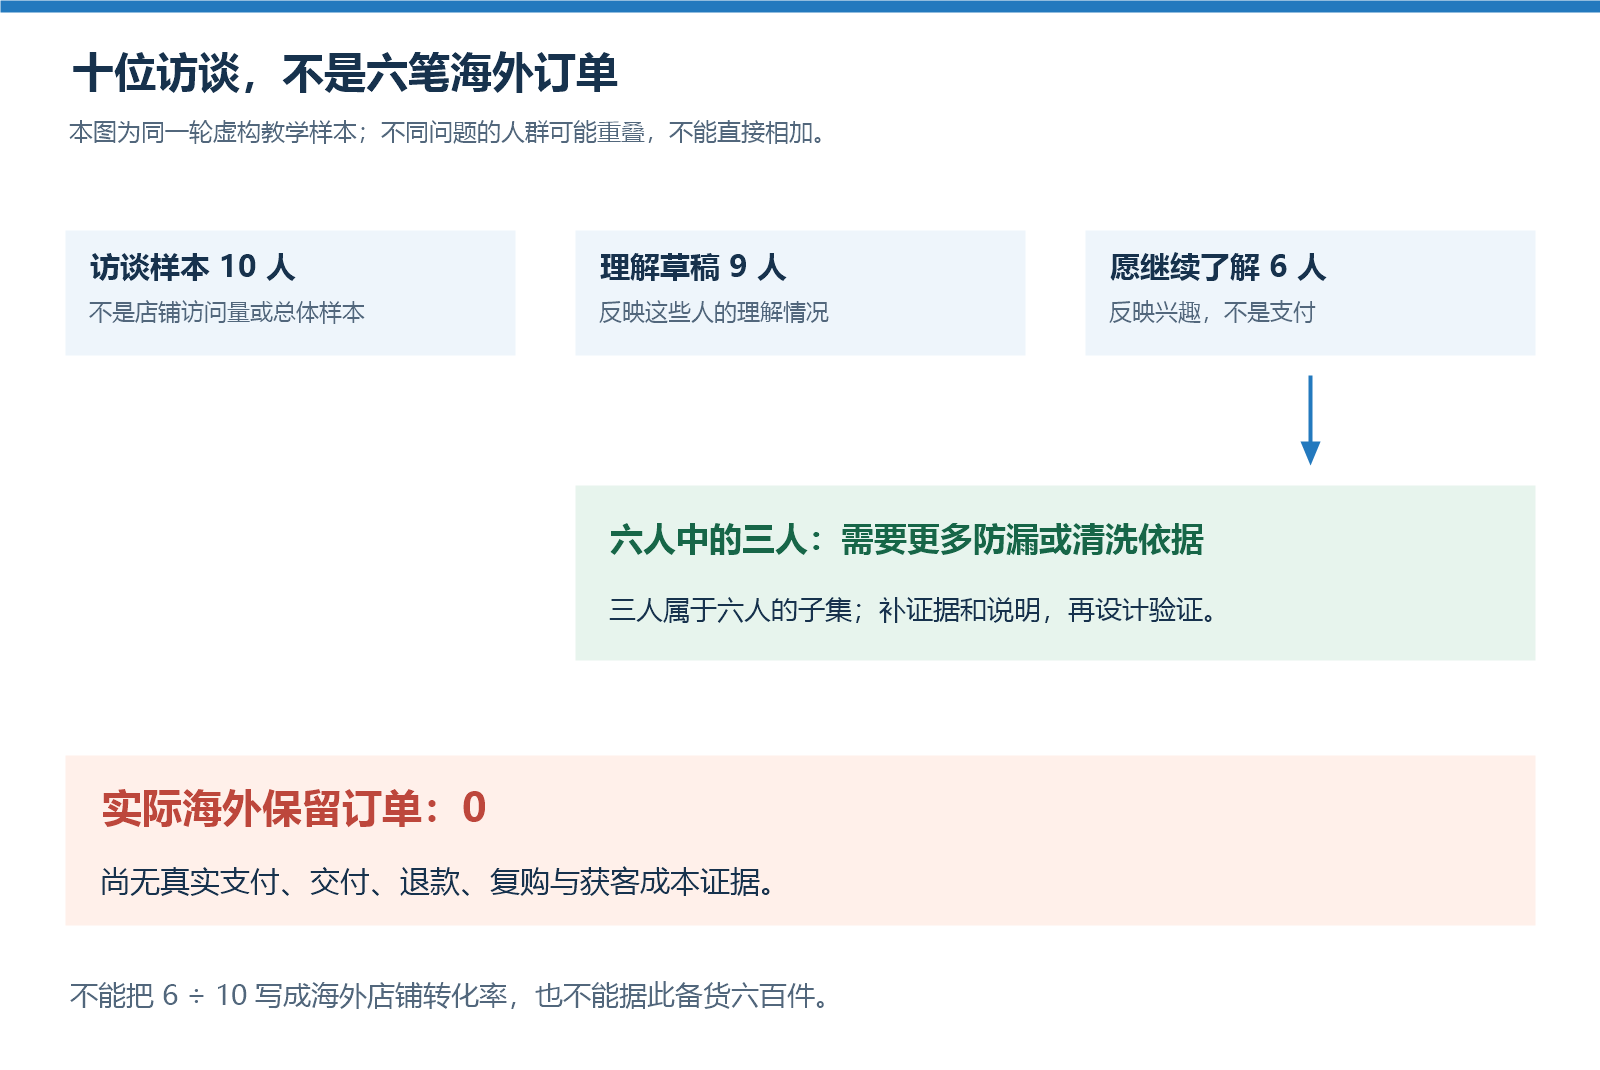 十位访谈，不是六笔海外订单
本图为同一轮虚构教学样本；不同问题的人群可能重叠，不能直接相加。
访谈样本 10 人
不是店铺访问量或总体样本
理解草稿 9 人
反映这些人的理解情况
愿继续了解 6 人
反映兴趣，不是支付
六人中的三人：需要更多防漏或清洗依据
三人属于六人的子集；补证据和说明，再设计验证。
实际海外保留订单：0
尚无真实支付、交付、退款、复购与获客成本证据。
不能把 6 ÷ 10 写成海外店铺转化率，也不能据此备货六百件。